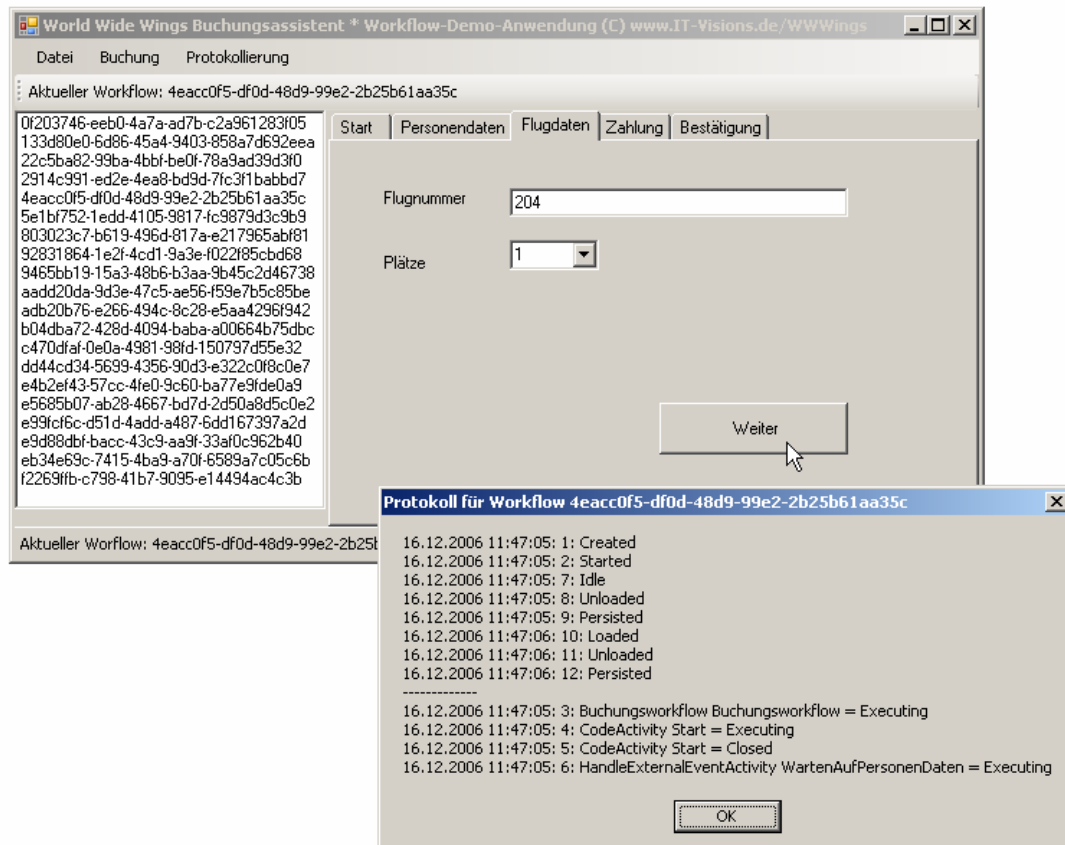 World Wide Wings Buchungsassistent * Workflow-Demo-Anwendung (C) www.IT-Visions.de/WWWings
Datei Buchung Protokollierung
Aktueller Workflow: 4eacc0f5-df0d-48d9-99e2-2b25b61aa35c
0f203746-eeb0-4a7a-ad7b-c2a961283f05
133d80e0-6d86-45a4-9403-858a7d692eea
22c5ba82-99ba-4bbf-be0f-78a9ad39d3f0
2914c991-ed2e-4ea8-bd9d-7fc3f1babbd7
4eacc0f5-df0d-48d9-99e2-2b25b61aa35c
5e1bf752-1edd-4105-9817-fc9879d3c9b9
803023c7-b619-496d-817a-e217965abf81
92831864-1e2f-4cd1-9a3e-f022f85cbd68
9465bb19-15a3-48b6-b3aa-9b45c2d46738
aadd20da-9d3e-47c5-ae56-f59e7b5c85be
adb20b76-e266-494c-8c28-e5aa4296f942
b04dba72-428d-4094-baba-a00664b75dbc
c470dfaf-0e0a-4981-98fd-150797d55e32
dd44cd34-5699-4356-90d3-e322c0f8c0e7
e4b2ef43-57cc-4fe0-9c60-ba77e9fde0a9
e5685b07-ab28-4667-bd7d-2d50a8d5c0e2
e99fcf6c-d51d-4add-a487-6dd167397a2d
e9d88dbf-bacc-43c9-aa9f-33af0c962b40
eb34e69c-7415-4ba9-a70f-6589a7c05c6b
f2269ffb-c798-41b7-9095-e14494ac4c3b
Start Personendaten Flugdaten Zahlung Bestätigung
Flugnummer 204
Plätze 1
Weiter
Aktueller Worflow: 4eacc0f5-df0d-48d9-99e2-2b25b
Protokoll für Workflow 4eacc0f5-df0d-48d9-99e2-2b25b61aa35c
16.12.2006 11:47:05: 1: Created
16.12.2006 11:47:05: 2: Started
16.12.2006 11:47:05: 7: Idle
16.12.2006 11:47:05: 8: Unloaded
16.12.2006 11:47:05: 9: Persisted
16.12.2006 11:47:06: 10: Loaded
16.12.2006 11:47:06: 11: Unloaded
16.12.2006 11:47:06: 12: Persisted
-------------
16.12.2006 11:47:05: 3: Buchungsworkflow Buchungsworkflow = Executing
16.12.2006 11:47:05: 4: CodeActivity Start = Executing
16.12.2006 11:47:05: 5: CodeActivity Start = Closed
16.12.2006 11:47:05: 6: HandleExternalEventActivity WartenAufPersonenDaten = Executing
OK